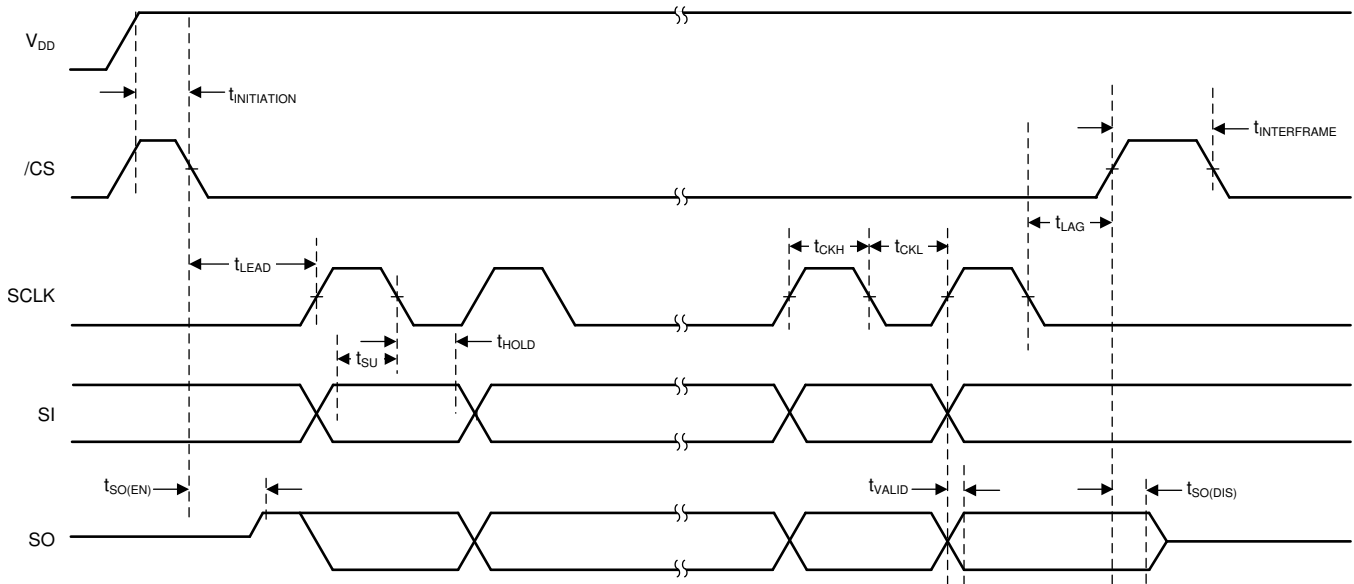 VDD
tINITIATION
tINTERFRAME
/CS
tLAG
tCKH
tCKL
tLEAD
SCLK
tHOLD
tSU
SI
tSO(EN)
tVALID
tSO(DIS)
SO